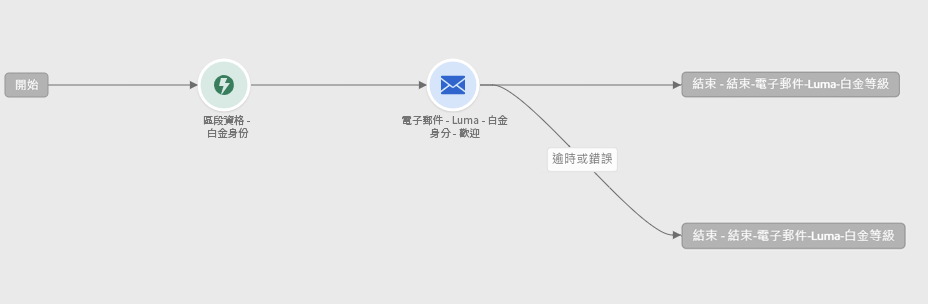 開始
區段資格 -
白金身份
電子郵件 - Luma - 白金
身分 - 歡迎
結束 - 結束-電子郵件-Luma-白金等級
逾時或錯誤
結束 - 結束-電子郵件-Luma-白金等級